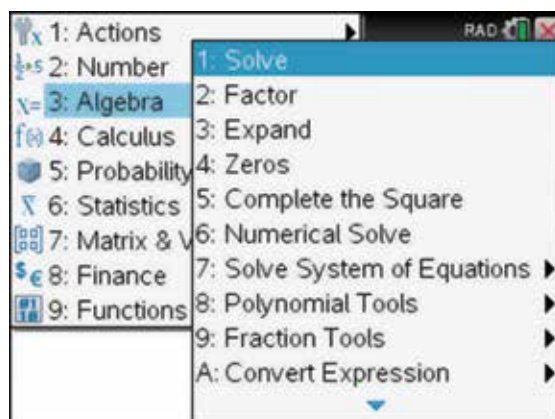 1: Actions
2: Number
3: Algebra
4: Calculus
5: Probability
6: Statistics
7: Matrix & V
8: Finance
9: Functions
RAD
1: Solve
2: Factor
3: Expand
4: Zeros
5: Complete the Square
6: Numerical Solve
7: Solve System of Equations
8: Polynomial Tools
9: Fraction Tools
A: Convert Expression